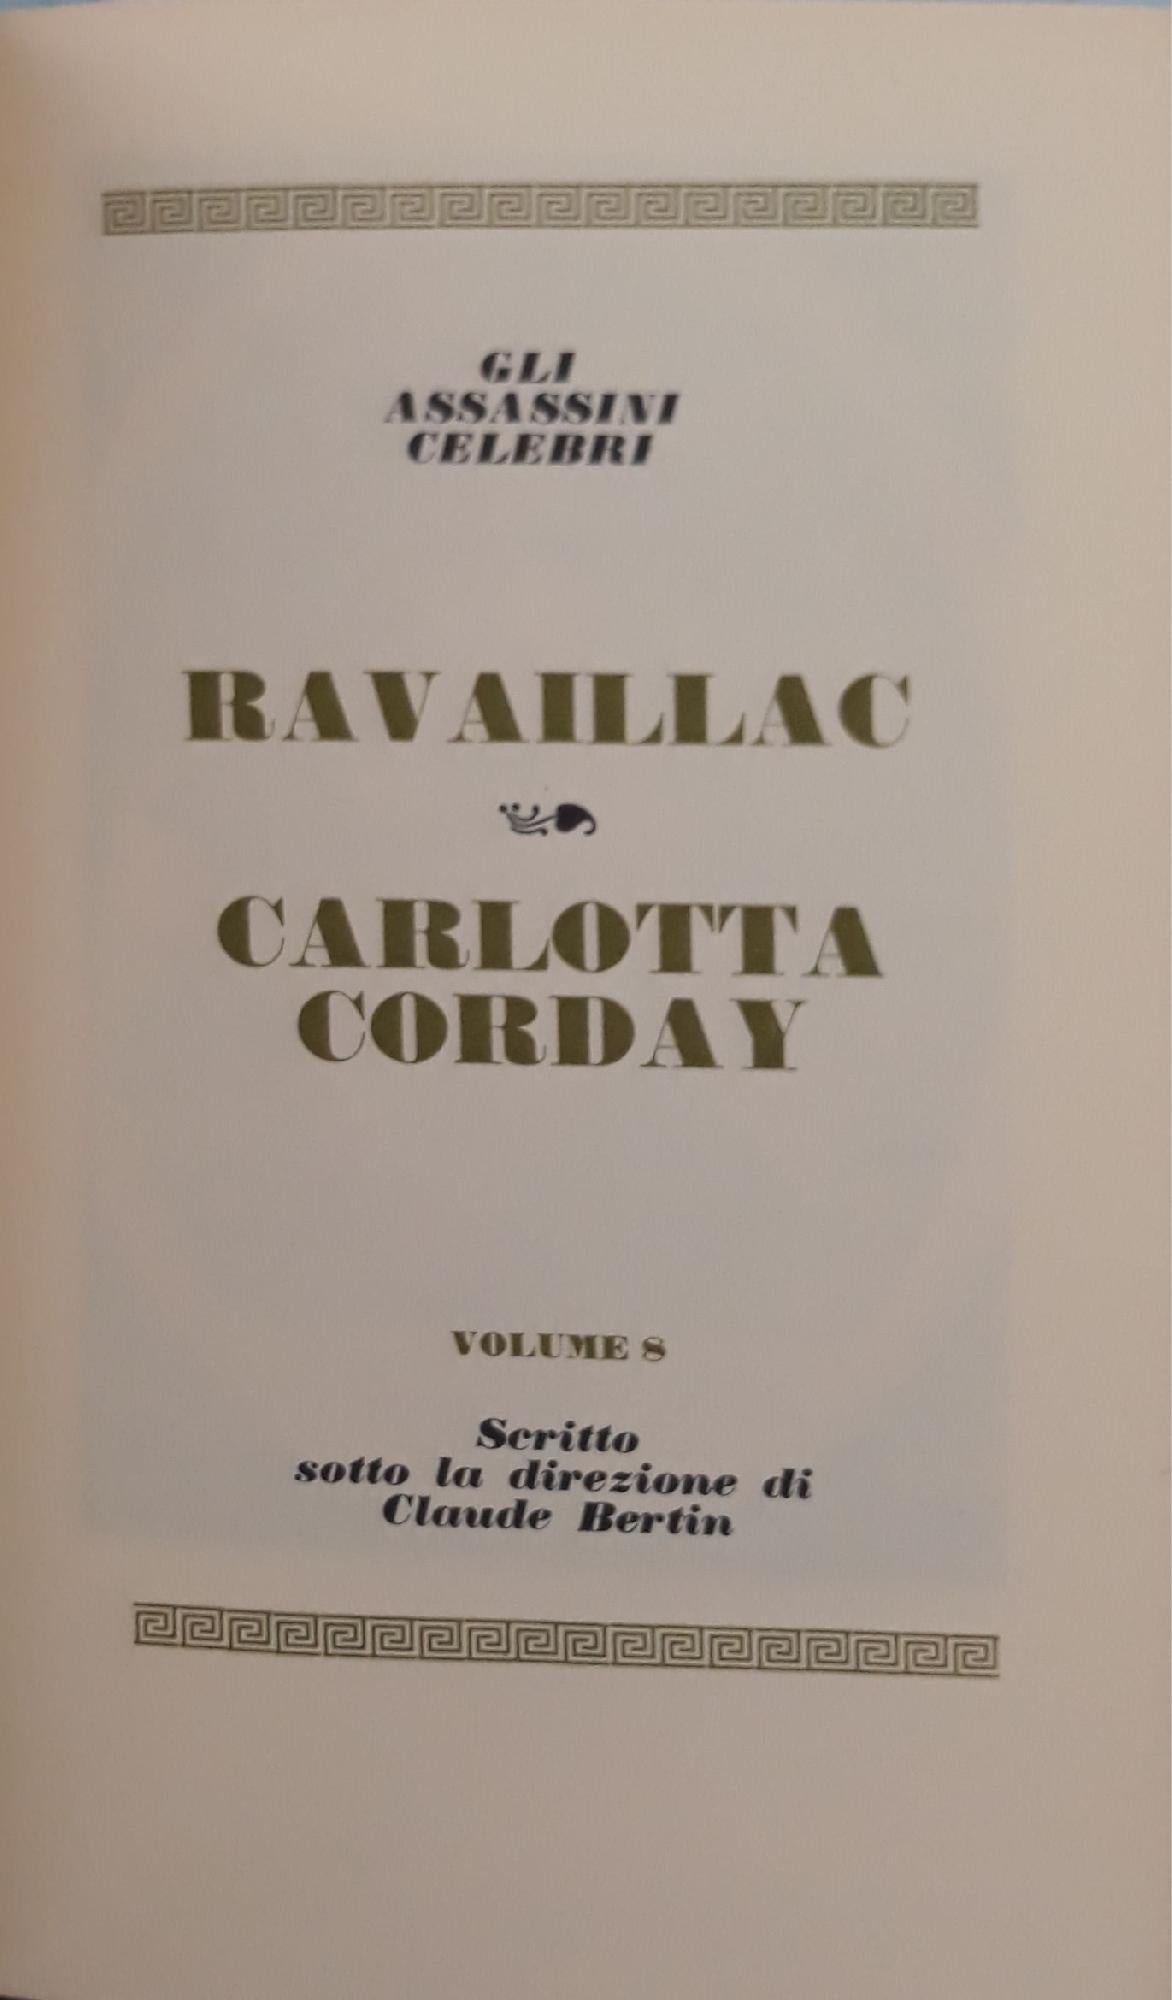 GLI
ASSASSINI
CELEBRI
RAVAILLAC
CARLOTTA
CORDAY
VOLUME 8
Scritto
sotto la direzione di
Claude Bertin